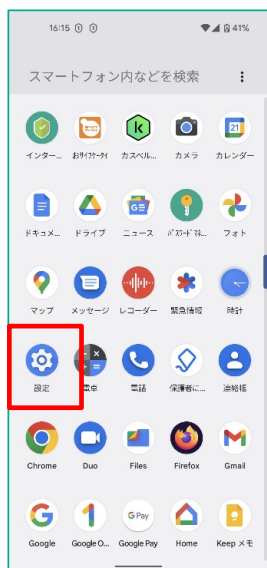 16:15 41%
スマートフォン内などを検索
21
インター… おサイフケータイ カスペル… カメラ カレンダー
ドキュメ… ドライブ ニュース パスワードマネ… フォト
マップ メッセージ レコーダー 緊急情報 時計
設定 電卓 電話 保護者に… 連絡帳
Chrome Duo Files Firefox Gmail
G Pay
Google Google O… Google Pay Home Keep メモ